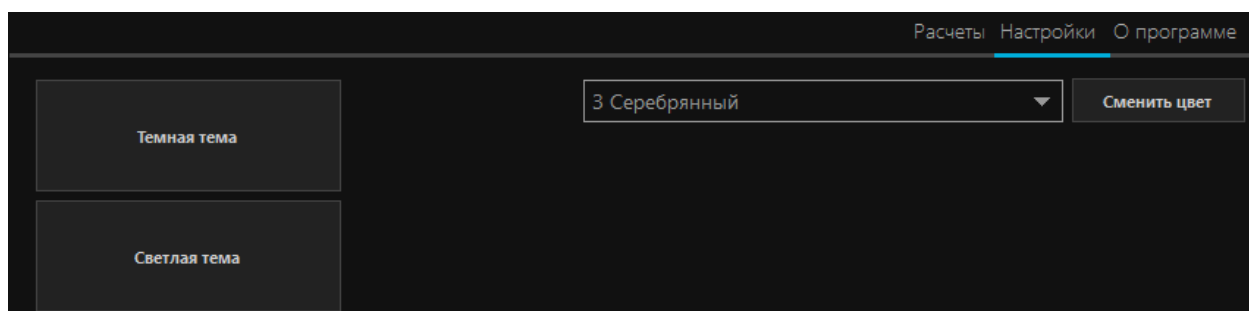 Расчеты Настройки О программе
3 Серебрянный Сменить цвет
Темная тема
Светлая тема